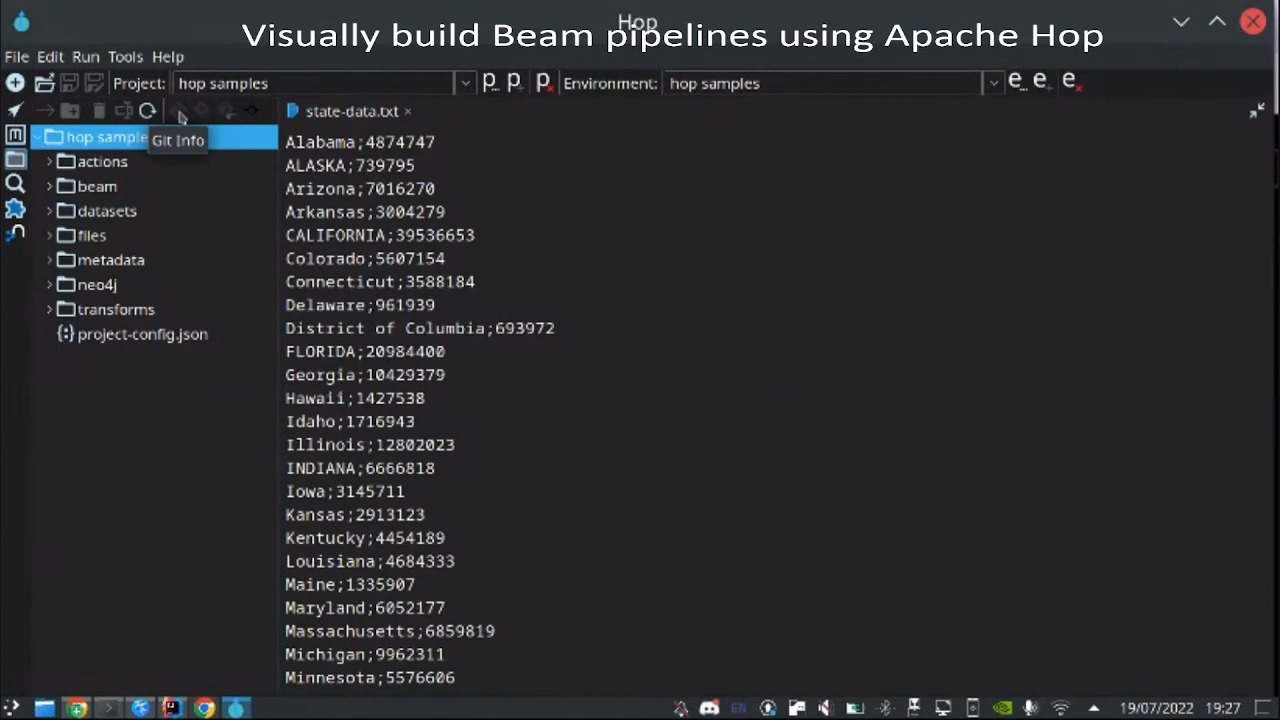 Hop
Visually build Beam pipelines using Apache Hop
File Edit Run Tools Help
Project: hop samples Environment: hop samples
state-data.txt
hop sample
Git Info
actions
beam
datasets
files
metadata
neo4j
transforms
project-config.json
Alabama;4874747
ALASKA;739795
Arizona;7016270
Arkansas;3004279
CALIFORNIA;39536653
Colorado;5607154
Connecticut;3588184
Delaware;961939
District of Columbia;693972
FLORIDA;20984400
Georgia;10429379
Hawaii;1427538
Idaho;1716943
Illinois;12802023
INDIANA;6666818
Iowa;3145711
Kansas;2913123
Kentucky;4454189
Louisiana;4684333
Maine;1335907
Maryland;6052177
Massachusetts;6859819
Michigan;9962311
Minnesota;5576606
EN 19/07/2022 19:27